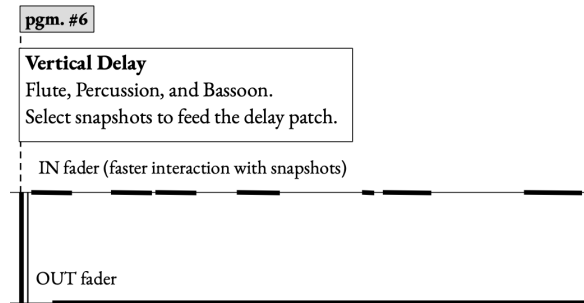 pgm. #6
Vertical Delay
Flute, Percussion, and Bassoon.
Select snapshots to feed the delay patch.
IN fader (faster interaction with snapshots)
OUT fader